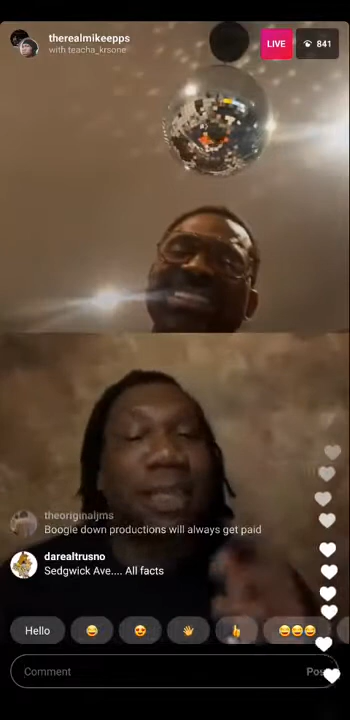 therealmikeepps
with teacha_krsone
LIVE
841
theoriginaljms
Boogie down productions will always get paid
darealtrusno
Sedgwick Ave.... All facts
Hello
Comment